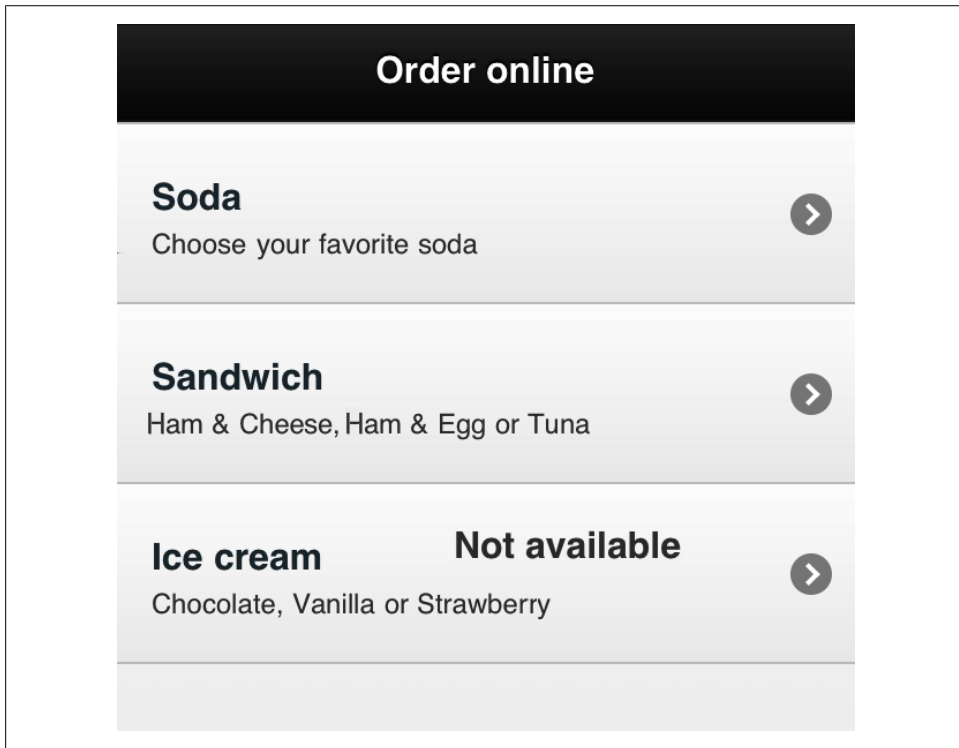 Order online
Soda
Choose your favorite soda
Sandwich
Ham & Cheese, Ham & Egg or Tuna
Ice cream
Not available
Chocolate, Vanilla or Strawberry